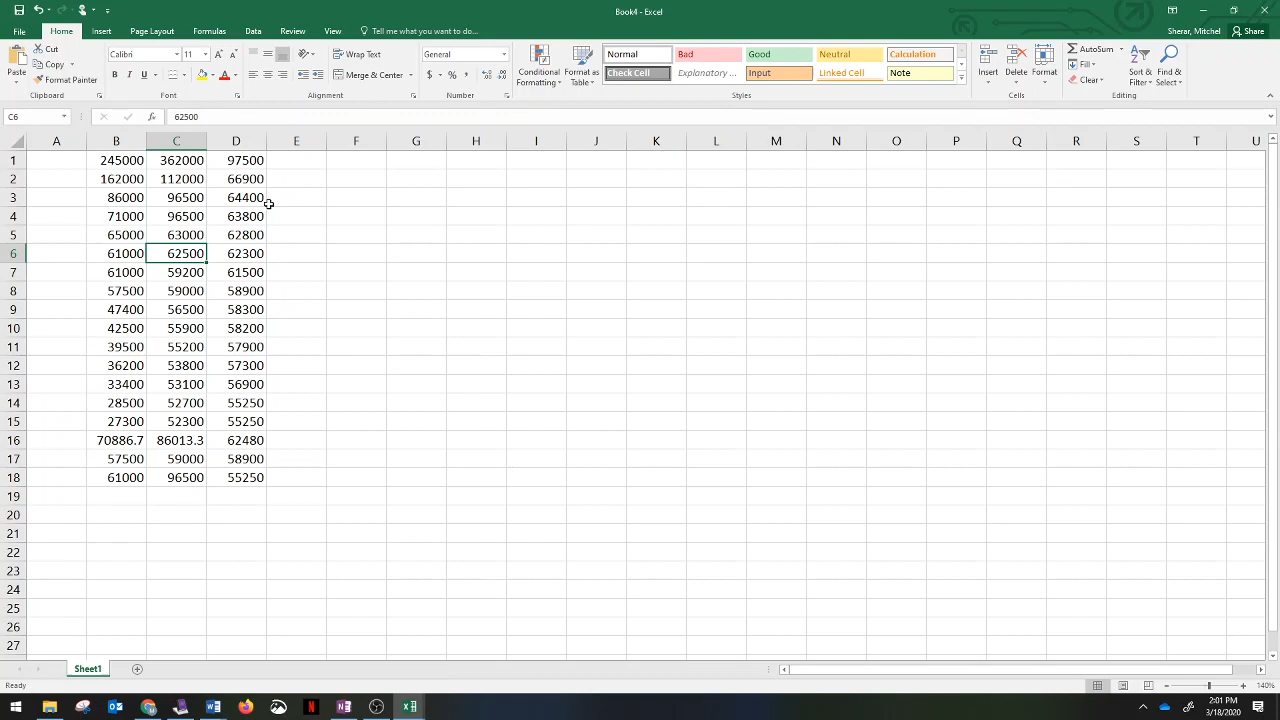 Book4 - Excel
Shearar, Mitchel
File Home Insert Page Layout Formulas Data Review View Tell me what you want to do... Share
Cut
Copy
Format Painter
Paste
Clipboard
Calibri 11
B I U
Font
Wrap Text
Merge & Center
Alignment
General
$ % ,
Number
Conditional Formatting
Format as Table
Normal Bad Good Neutral Calculation
Check Cell Explanatory ... Input Linked Cell Note
Styles
Insert Delete Format
Cells
AutoSum
Fill
Clear
Sort & Filter
Find & Select
Editing
C6 fx 62500
A B C D E F G H I J K L M N O P Q R S T U
1 245000 362000 97500
2 162000 112000 66900
3 86000 96500 64400
4 71000 96500 63800
5 65000 63000 62800
6 61000 62500 62300
7 61000 59200 61500
8 57500 59000 58900
9 47400 56500 58300
10 42500 55900 58200
11 39500 55200 57900
12 36200 53800 57300
13 33400 53100 56900
14 28500 52700 55250
15 27300 52300 55250
16 70886.7 86013.3 62480
17 57500 59000 58900
18 61000 96500 55250
19
20
21
22
23
24
25
26
27
Sheet1
Ready
140%
2:01 PM
3/18/2020